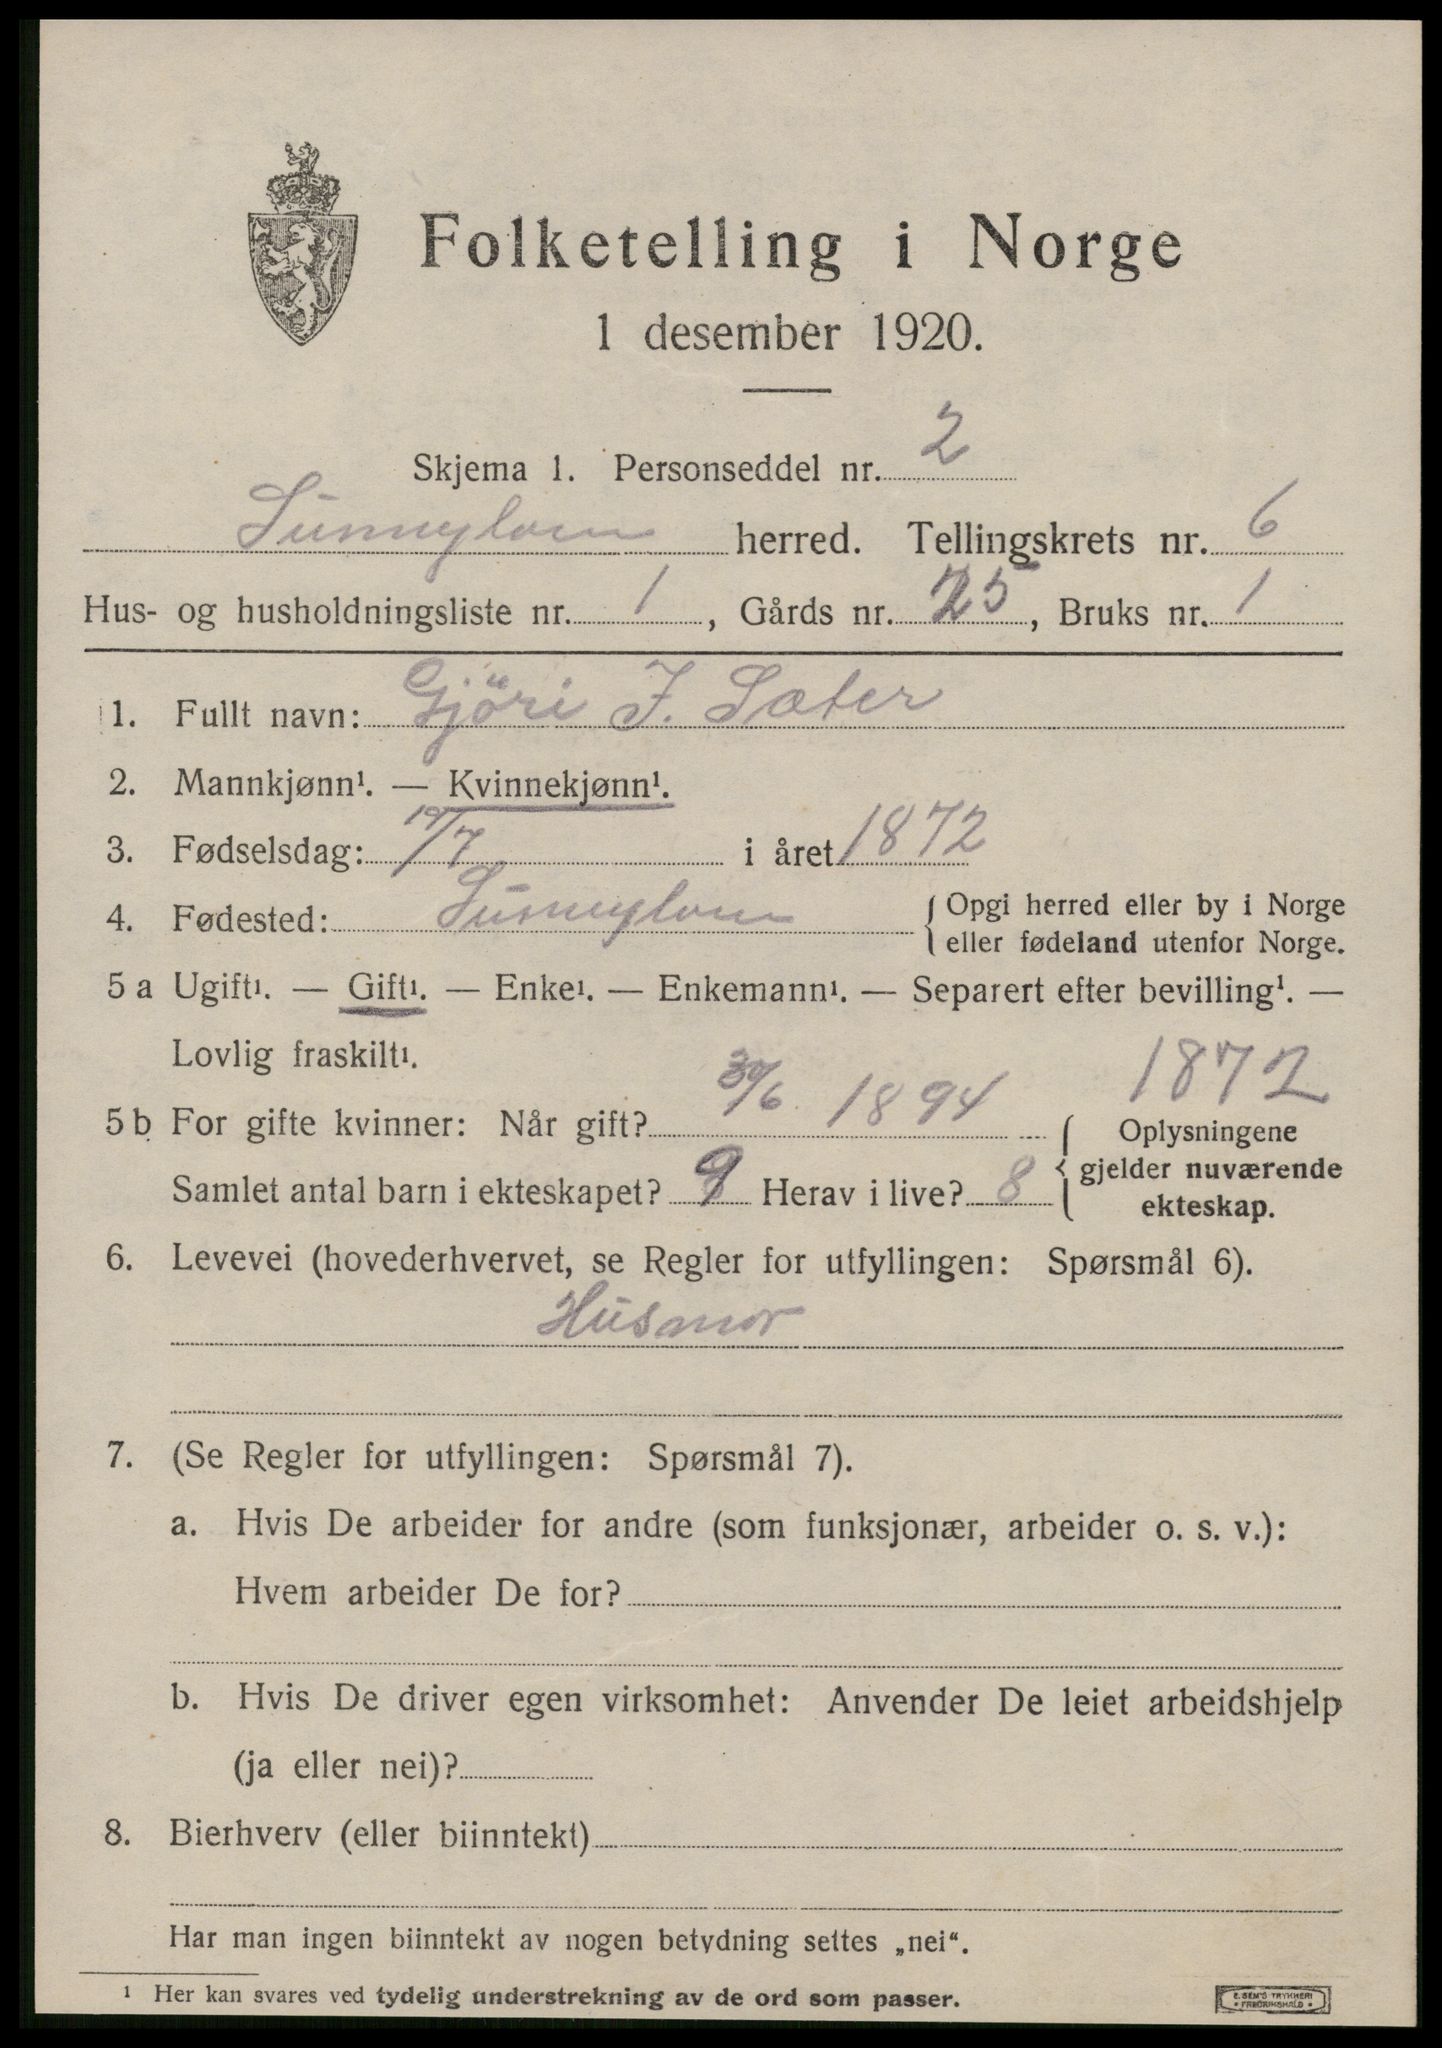 Folketelling i Norge
1 desember 1920.
Skjema 1. Personseddel nr. 2
Sunnylven herred. Tellingskrets nr. 6
Hus- og husholdningsliste nr. 1, Gårds nr. 25, Bruks nr. 1
1. Fullt navn: Gjöri J. Sæter
2. Mannkjønn¹. — Kvinnekjønn¹.
3. Fødselsdag: 19/7 i året 1872
4. Fødested: Sunnylven { Opgi herred eller by i Norge
eller fødeland utenfor Norge.
5 a Ugift¹. — Gift¹. — Enke¹. — Enkemann¹. — Separert efter bevilling¹. —
Lovlig fraskilt¹.
1872
5 b For gifte kvinner: Når gift? 30/6 1894 { Oplysningene
gjelder nuværende
ekteskap.
Samlet antal barn i ekteskapet? 9 Herav i live? 8
6. Levevei (hovederhvervet, se Regler for utfyllingen: Spørsmål 6).
Husmor
7. (Se Regler for utfyllingen: Spørsmål 7).
a. Hvis De arbeider for andre (som funksjonær, arbeider o. s. v.):
Hvem arbeider De for?
b. Hvis De driver egen virksomhet: Anvender De leiet arbeidshjelp
(ja eller nei)?
8. Bierhverv (eller biinntekt)
Har man ingen biinntekt av nogen betydning settes „nei“.
¹ Her kan svares ved tydelig understrekning av de ord som passer.
E. SEM'S TRYKKERI
• FREDRIKSHALD •